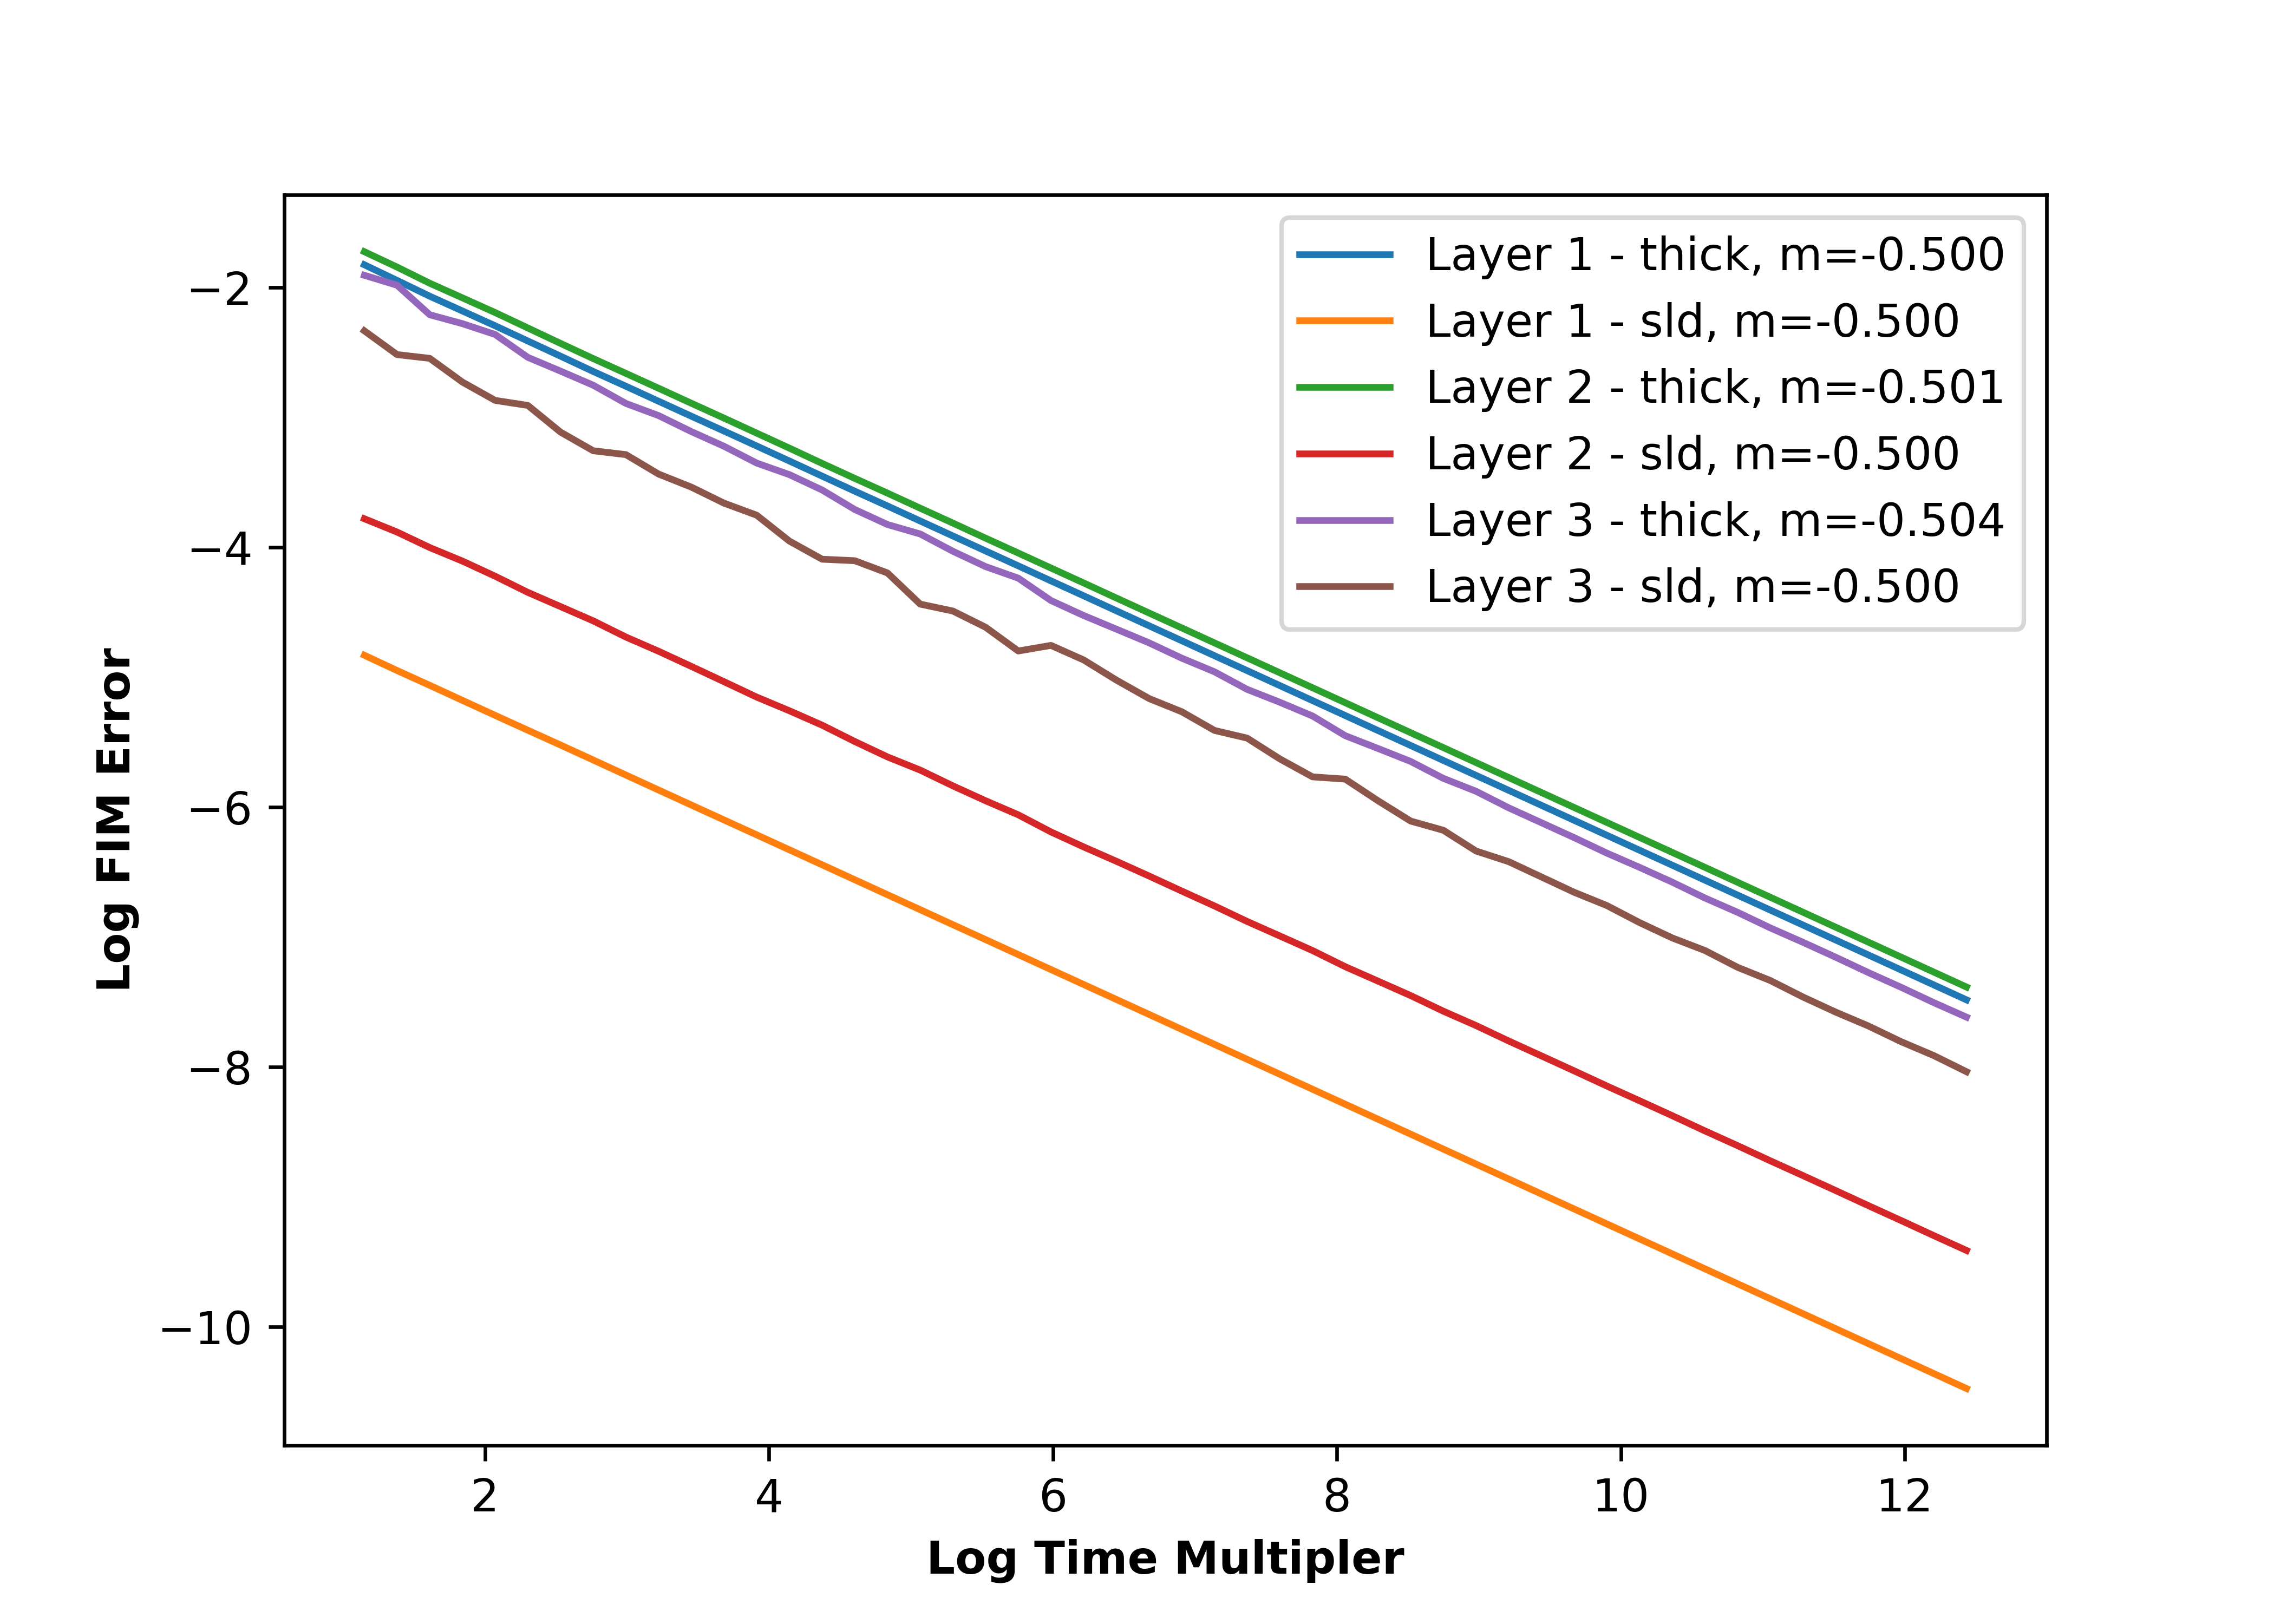 Layer 1 - thick, m=-0.500
Layer 1 - sld, m=-0.500
Layer 2 - thick, m=-0.501
Layer 2 - sld, m=-0.500
Layer 3 - thick, m=-0.504
Layer 3 - sld, m=-0.500
Log FIM Error
−2
−4
−6
−8
−10
2 4 6 8 10 12
Log Time Multipler